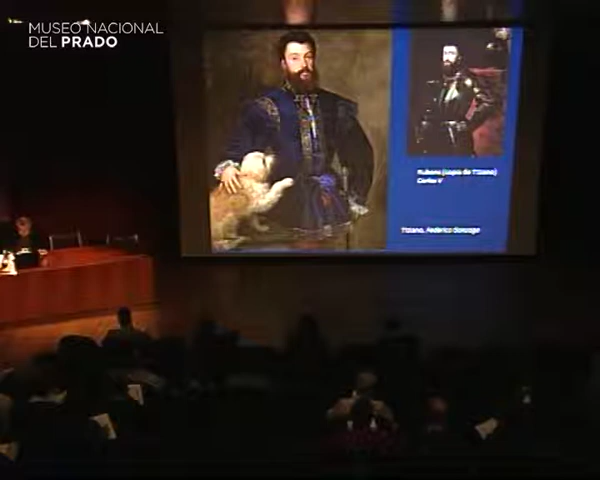 MUSEO NACIONAL
DEL PRADO
Rubens (copia de Tiziano)
Carlos V
Tiziano, Federico Gonzaga